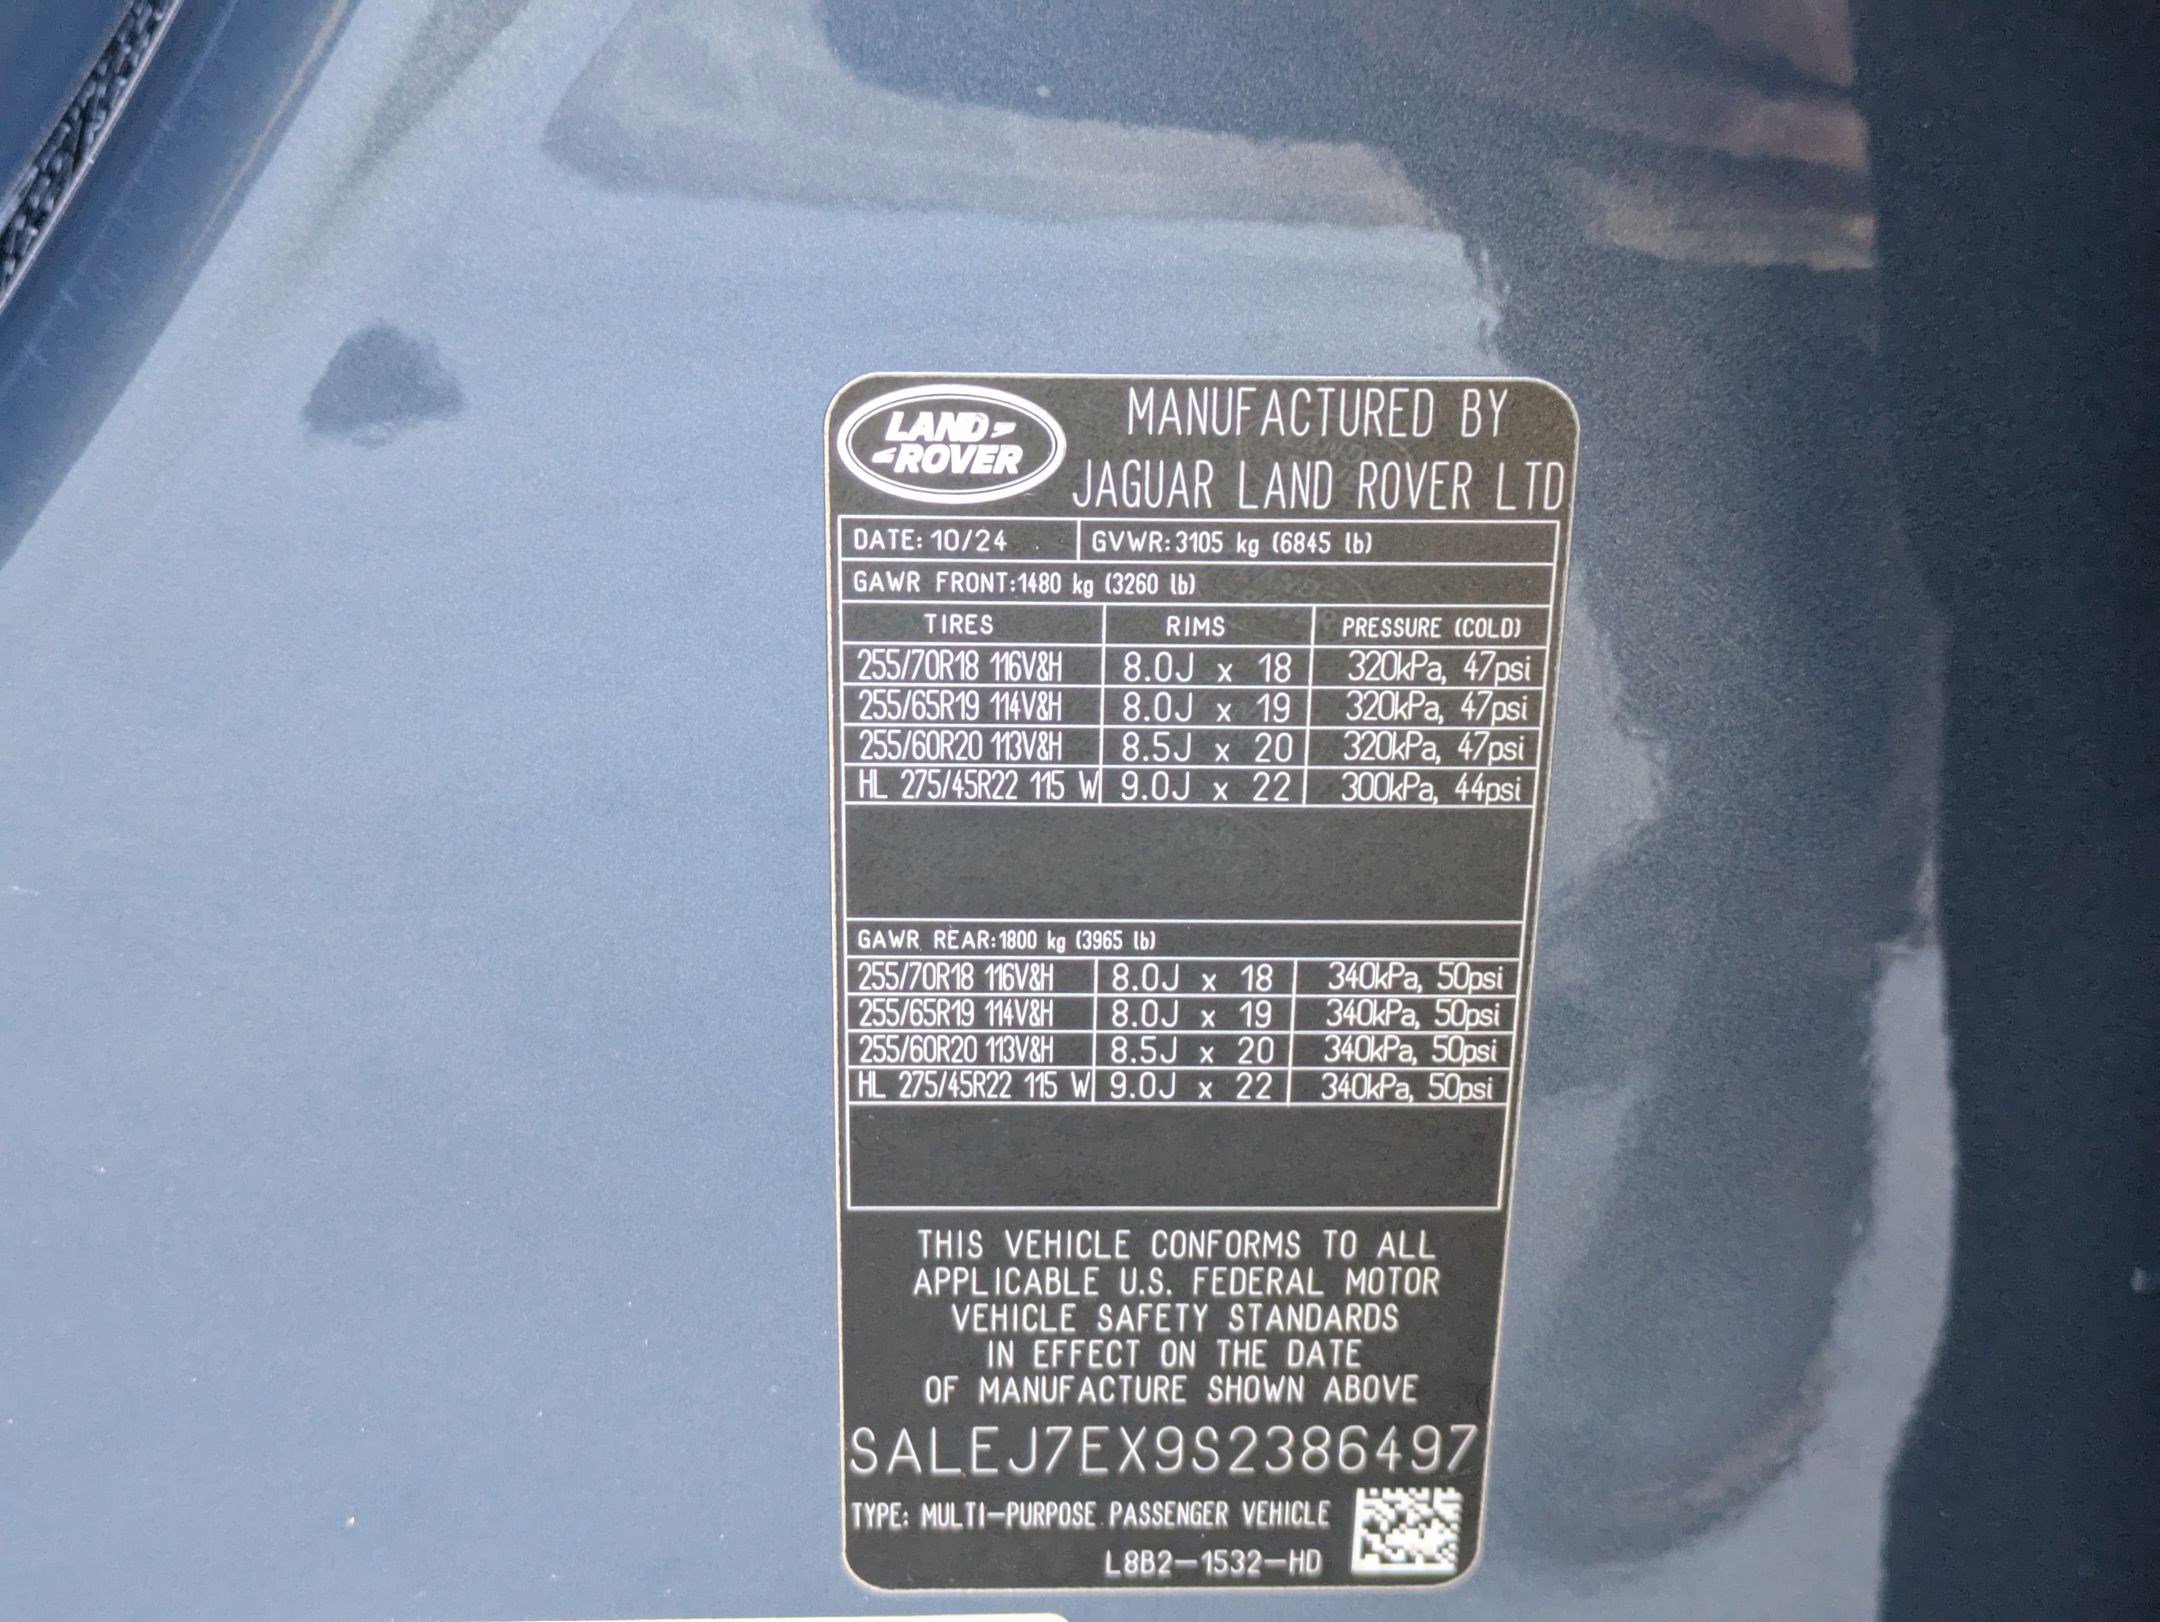 LAND-
-ROVER
MANUFACTURED BY
JAGUAR LAND ROVER LTD
DATE: 10/24 GVWR: 3105 kg (6845 lb)
GAWR FRONT: 1480 kg (3260 lb)
TIRES RIMS PRESSURE (COLD)
255/70R18 116V&H 8.0J x 18 320kPa, 47psi
255/65R19 114V&H 8.0J x 19 320kPa, 47psi
255/60R20 113V&H 8.5J x 20 320kPa, 47psi
HL 275/45R22 115 W 9.0J x 22 300kPa, 44psi
GAWR REAR: 1800 kg (3965 lb)
255/70R18 116V&H 8.0J x 18 340kPa, 50psi
255/65R19 114V&H 8.0J x 19 340kPa, 50psi
255/60R20 113V&H 8.5J x 20 340kPa, 50psi
HL 275/45R22 115 W 9.0J x 22 340kPa, 50psi
THIS VEHICLE CONFORMS TO ALL
APPLICABLE U.S. FEDERAL MOTOR
VEHICLE SAFETY STANDARDS
IN EFFECT ON THE DATE
OF MANUFACTURE SHOWN ABOVE
SALEJ7EX9S2386497
TYPE: MULTI-PURPOSE PASSENGER VEHICLE
L8B2-1532-HD